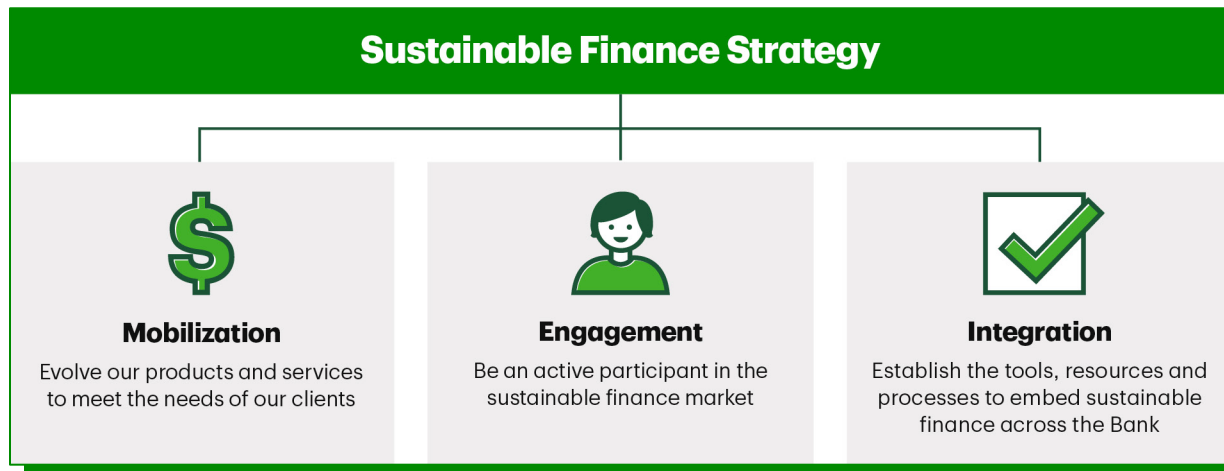 Sustainable Finance Strategy
Mobilization
Evolve our products and services
to meet the needs of our clients
Engagement
Be an active participant in the
sustainable finance market
Integration
Establish the tools, resources and
processes to embed sustainable
finance across the Bank